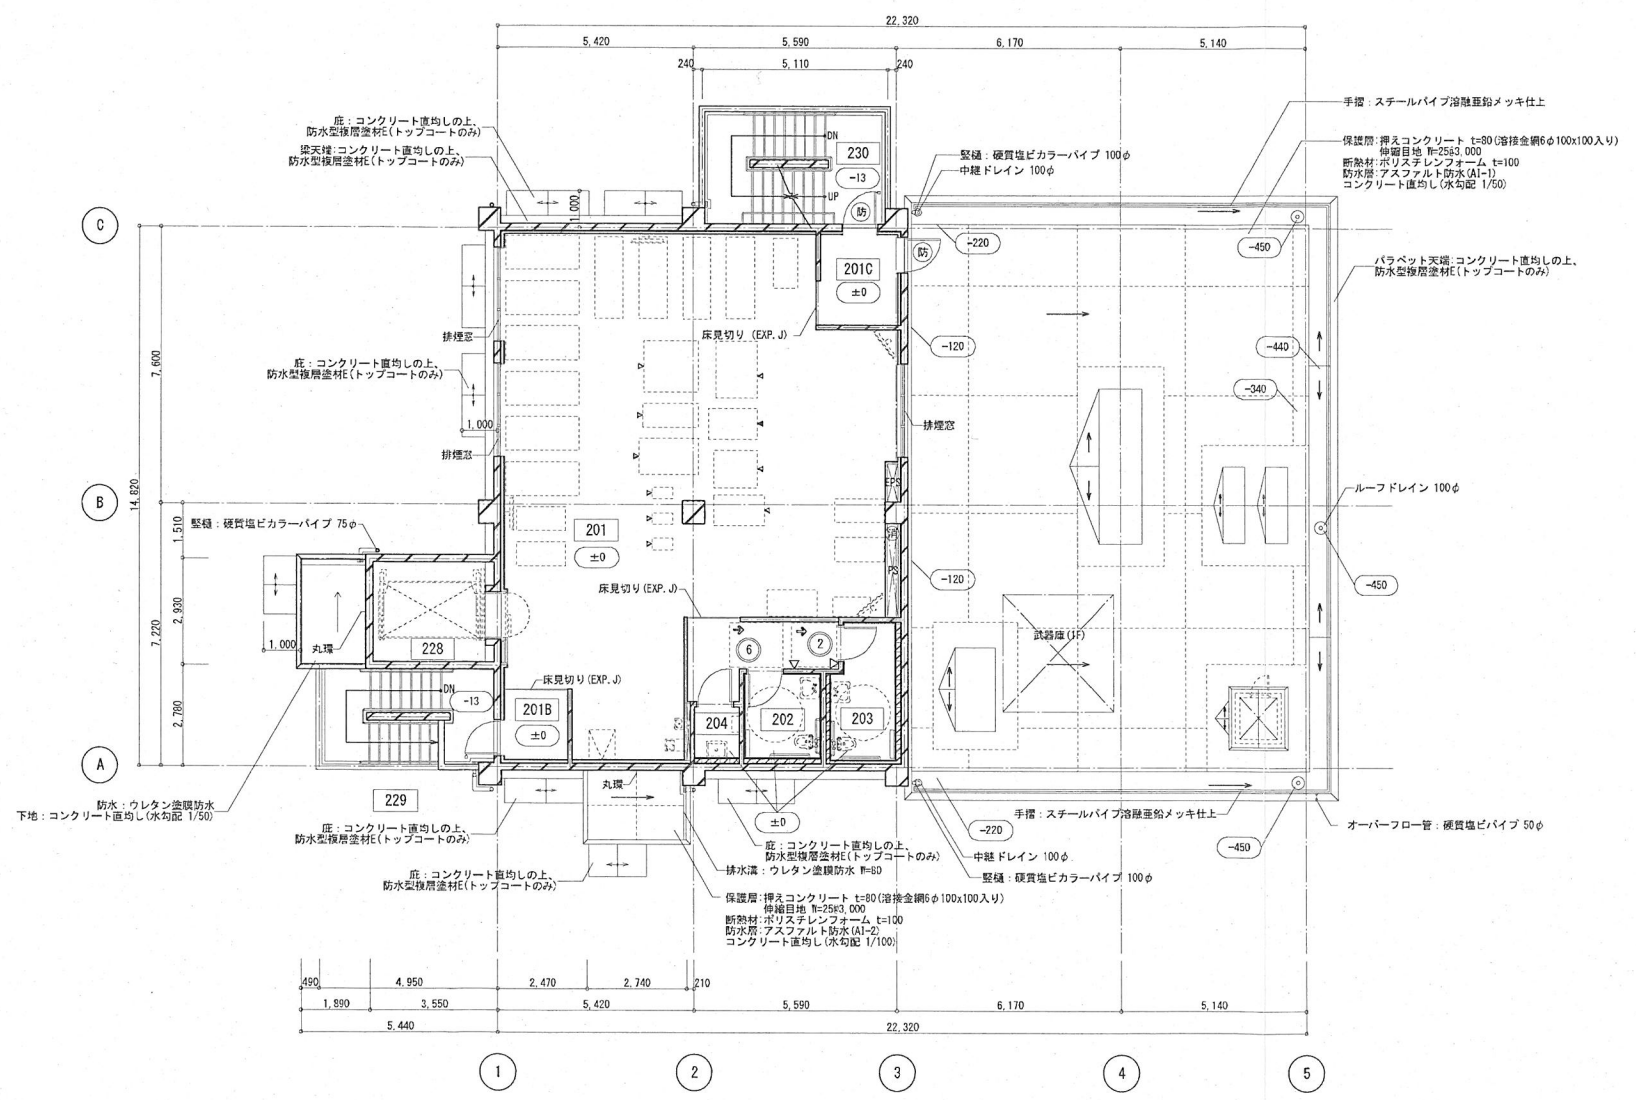 22,320
5,420
5,590
6,170
5,140
240
5,110
240
手摺：スチールパイプ溶融亜鉛メッキ仕上
庇：コンクリート直均しの上、
防水型複層塗材E(トップコートのみ)
梁天端：コンクリート直均しの上、
防水型複層塗材E(トップコートのみ)
DN
230
-13
UP
防
竪樋：硬質塩ビカラーパイプ 100φ
中継ドレイン 100φ
保護層：押えコンクリート t=80(溶接金網6φ100x100入り)
伸縮目地 W=25@3,000
断熱材：ポリスチレンフォーム t=100
防水層：アスファルト防水(AI-1)
コンクリート直均し(水勾配 1/50)
1,000
C
-220
-450
防
201C
±0
パラペット天端：コンクリート直均しの上、
防水型複層塗材E(トップコートのみ)
排煙窓
床見切り (EXP.J)
-120
-440
7,600
庇：コンクリート直均しの上、
防水型複層塗材E(トップコートのみ)
-340
1,000
排煙窓
排煙窓
EPS
14,820
B
ルーフドレイン 100φ
1,510
竪樋：硬質塩ビカラーパイプ 75φ
201
±0
PS
-120
-450
床見切り(EXP.J)
2,930
7,220
1,000
丸環
228
6
2
武器庫(1F)
床見切り(EXP.J)
DN
-13
201B
±0
204
202
203
2,780
A
229
丸環
防水：ウレタン塗膜防水
下地：コンクリート直均し(水勾配 1/50)
±0
手摺：スチールパイプ溶融亜鉛メッキ仕上
-220
-450
オーバーフロー管：硬質塩ビパイプ 50φ
庇：コンクリート直均しの上、
防水型複層塗材E(トップコートのみ)
庇：コンクリート直均しの上、
防水型複層塗材E(トップコートのみ)
中継ドレイン 100φ
排水溝：ウレタン塗膜防水 W=80
庇：コンクリート直均しの上、
防水型複層塗材E(トップコートのみ)
竪樋：硬質塩ビカラーパイプ 100φ
保護層：押えコンクリート t=80(溶接金網6φ100x100入り)
伸縮目地 W=25@3,000
断熱材：ポリスチレンフォーム t=100
防水層：アスファルト防水(AI-2)
コンクリート直均し(水勾配 1/100)
490
4,950
2,470
2,740
210
1,890
3,550
5,420
5,590
6,170
5,140
5,440
22,320
1
2
3
4
5